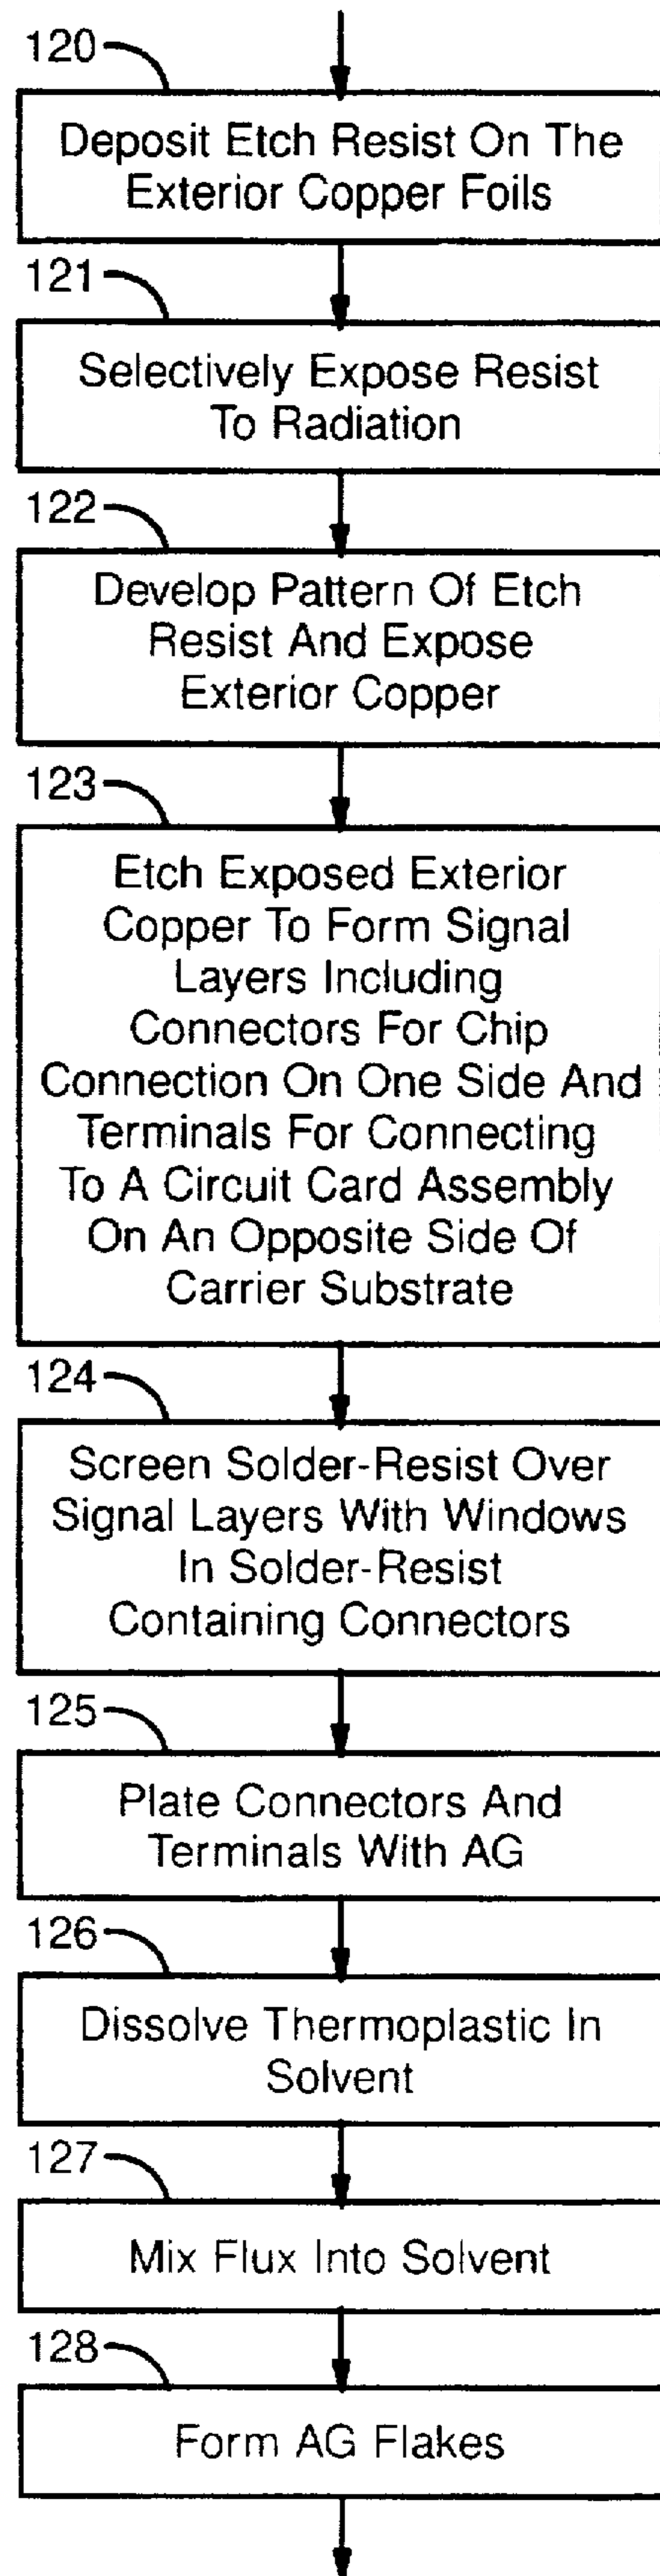 120
Deposit Etch Resist On The
Exterior Copper Foils
121
Selectively Expose Resist
To Radiation
122
Develop Pattern Of Etch
Resist And Expose
Exterior Copper
123
Etch Exposed Exterior
Copper To Form Signal
Layers Including
Connectors For Chip
Connection On One Side And
Terminals For Connecting
To A Circuit Card Assembly
On An Opposite Side Of
Carrier Substrate
124
Screen Solder-Resist Over
Signal Layers With Windows
In Solder-Resist
Containing Connectors
125
Plate Connectors And
Terminals With AG
126
Dissolve Thermoplastic In
Solvent
127
Mix Flux Into Solvent
128
Form AG Flakes